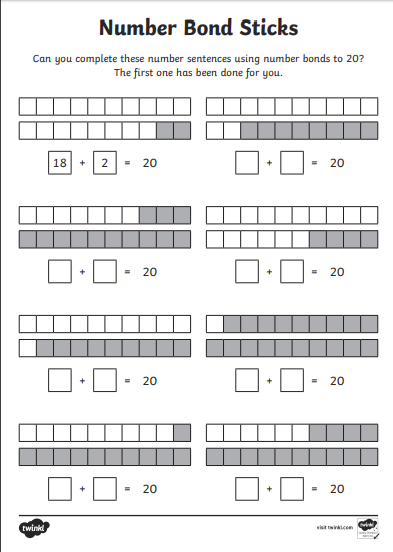 Number Bond Sticks
Can you complete these number sentences using number bonds to 20?
The first one has been done for you.
18 + 2 = 20
+ = 20
+ = 20
+ = 20
+ = 20
+ = 20
+ = 20
+ = 20
twinkl
visit twinkl.com
twinkl